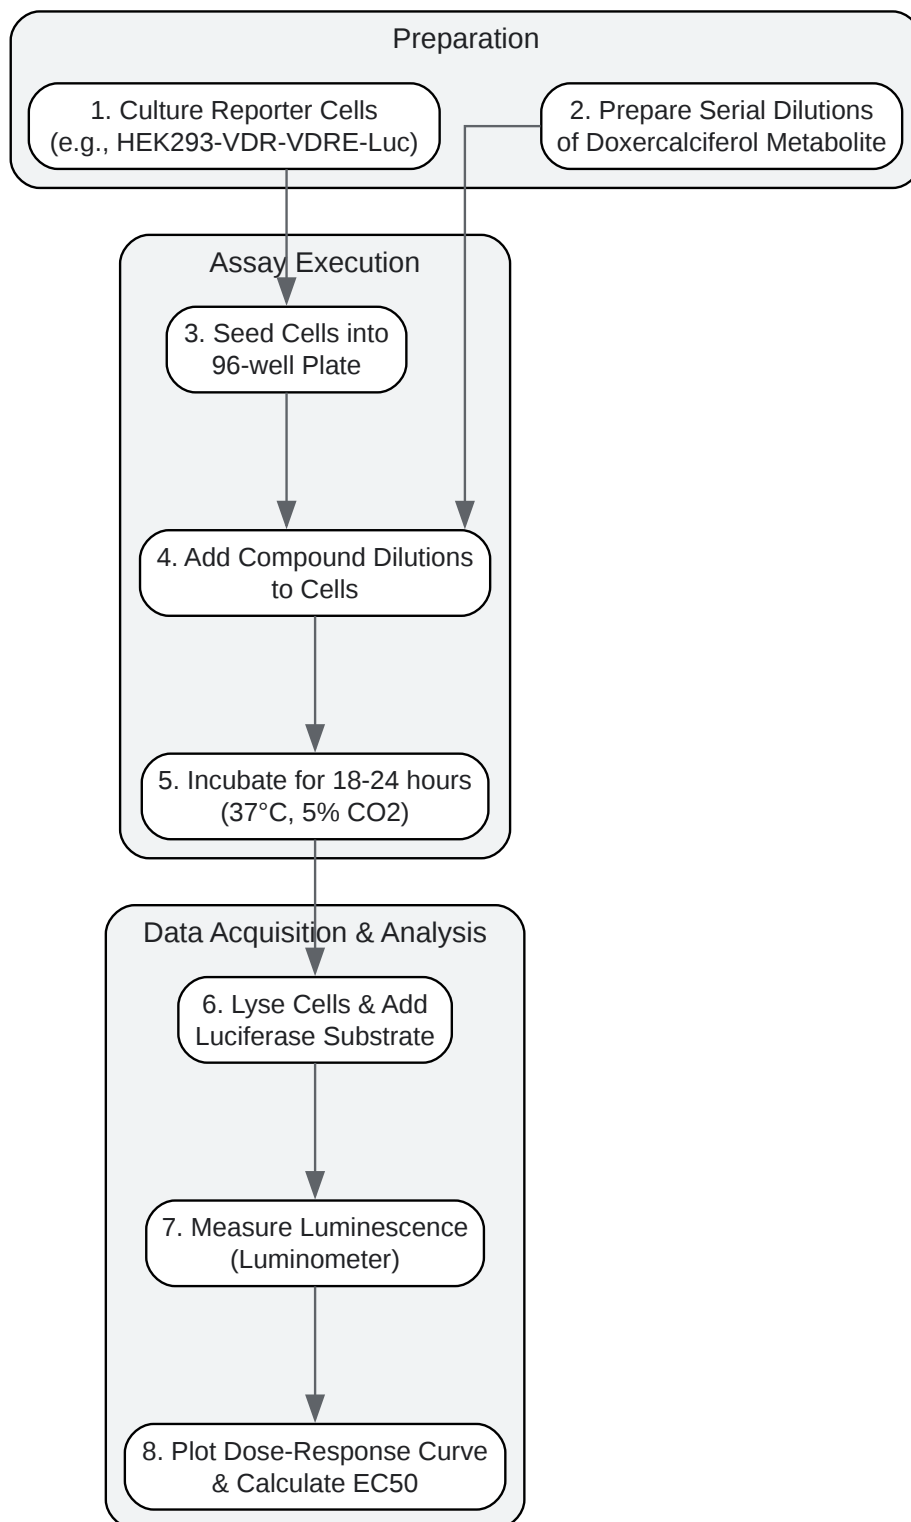 Preparation
1. Culture Reporter Cells
(e.g., HEK293-VDR-VDRE-Luc)
2. Prepare Serial Dilutions
of Doxercalciferol Metabolite
Assay Execution
3. Seed Cells into
96-well Plate
4. Add Compound Dilutions
to Cells
5. Incubate for 18-24 hours
(37°C, 5% CO2)
Data Acquisition & Analysis
6. Lyse Cells & Add
Luciferase Substrate
7. Measure Luminescence
(Luminometer)
8. Plot Dose-Response Curve
& Calculate EC50